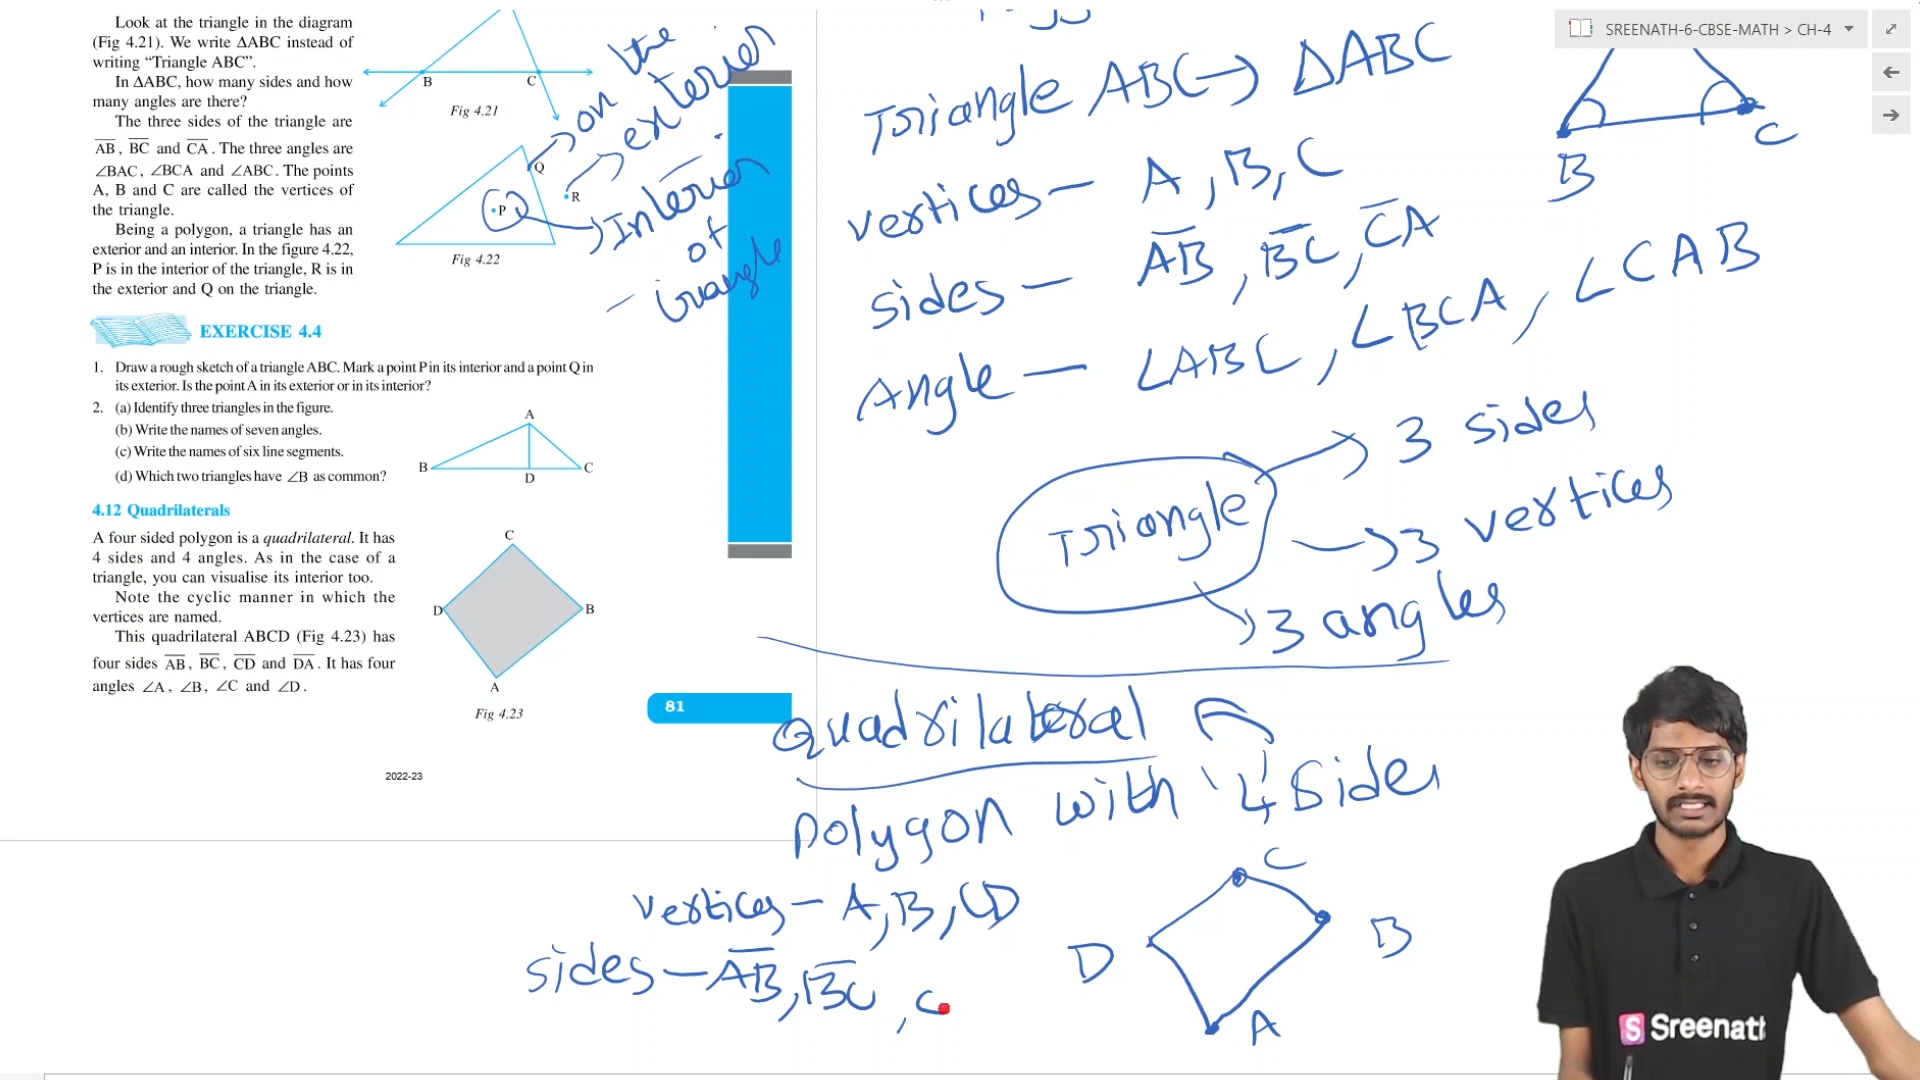 Look at the triangle in the diagram
(Fig 4.21). We write ΔABC instead of
writing “Triangle ABC”.
In ΔABC, how many sides and how
many angles are there?
The three sides of the triangle are
AB, BC and CA. The three angles are
∠BAC, ∠BCA and ∠ABC. The points
A, B and C are called the vertices of
the triangle.
Being a polygon, a triangle has an
exterior and an interior. In the figure 4.22,
P is in the interior of the triangle, R is in
the exterior and Q on the triangle.
B
C
Fig 4.21
Q
P
R
Fig 4.22
on the
exterior
Interior
of
triangle
EXERCISE 4.4
1. Draw a rough sketch of a triangle ABC. Mark a point P in its interior and a point Q in
its exterior. Is the point A in its exterior or in its interior?
2. (a) Identify three triangles in the figure.
(b) Write the names of seven angles.
(c) Write the names of six line segments.
(d) Which two triangles have ∠B as common?
A
B
C
D
4.12 Quadrilaterals
A four sided polygon is a quadrilateral. It has
4 sides and 4 angles. As in the case of a
triangle, you can visualise its interior too.
Note the cyclic manner in which the
vertices are named.
This quadrilateral ABCD (Fig 4.23) has
four sides AB, BC, CD and DA. It has four
angles ∠A, ∠B, ∠C and ∠D.
C
D
B
A
Fig 4.23
81
2022-23
SREENATH-6-CBSE-MATH > CH-4
Triangle ABC → ΔABC
B
C
vertices — A, B, C
sides — AB, BC, CA
Angle — ∠ABC, ∠BCA, ∠CAB
Triangle
→ 3 sides
→ 3 vertices
→ 3 angles
Quadrilateral
polygon with '4' sides
vertices — A, B, CD
sides — AB, BC, C
C
D
B
A
S Sreenath